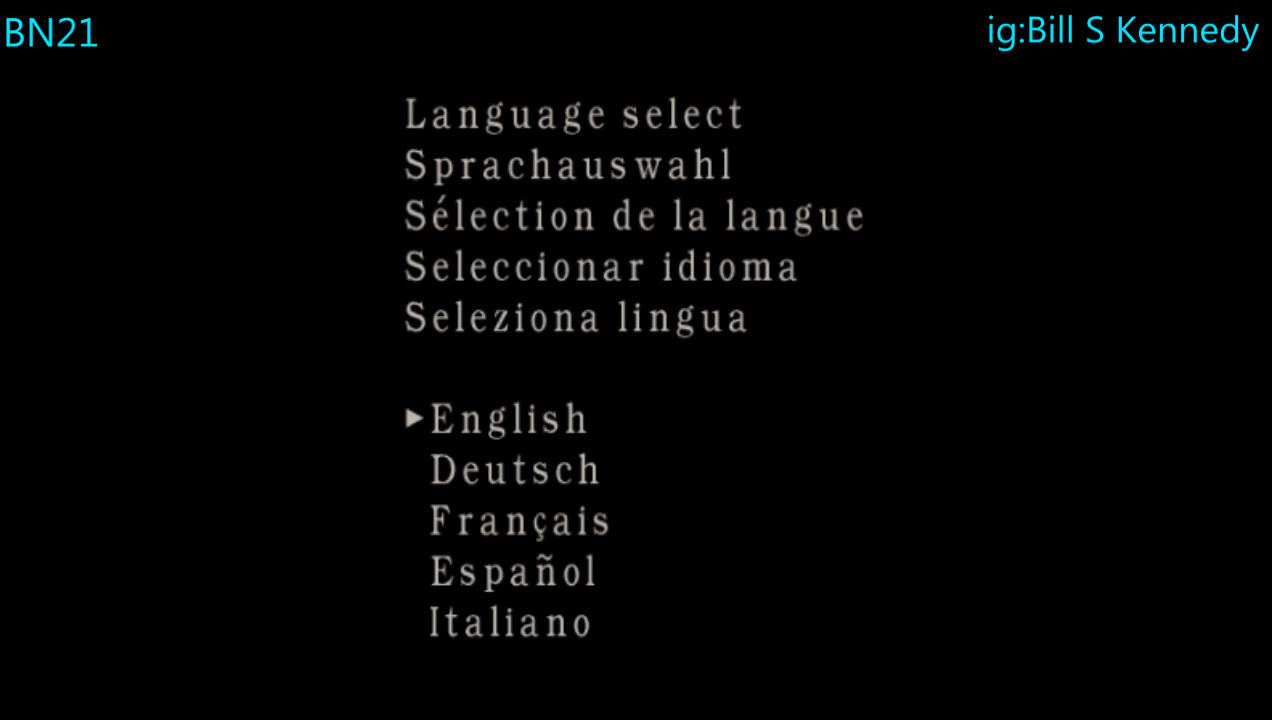 BN21
ig:Bill S Kennedy
Language select
Sprachauswahl
Sélection de la langue
Seleccionar idioma
Seleziona lingua
▶English
Deutsch
Français
Español
Italiano